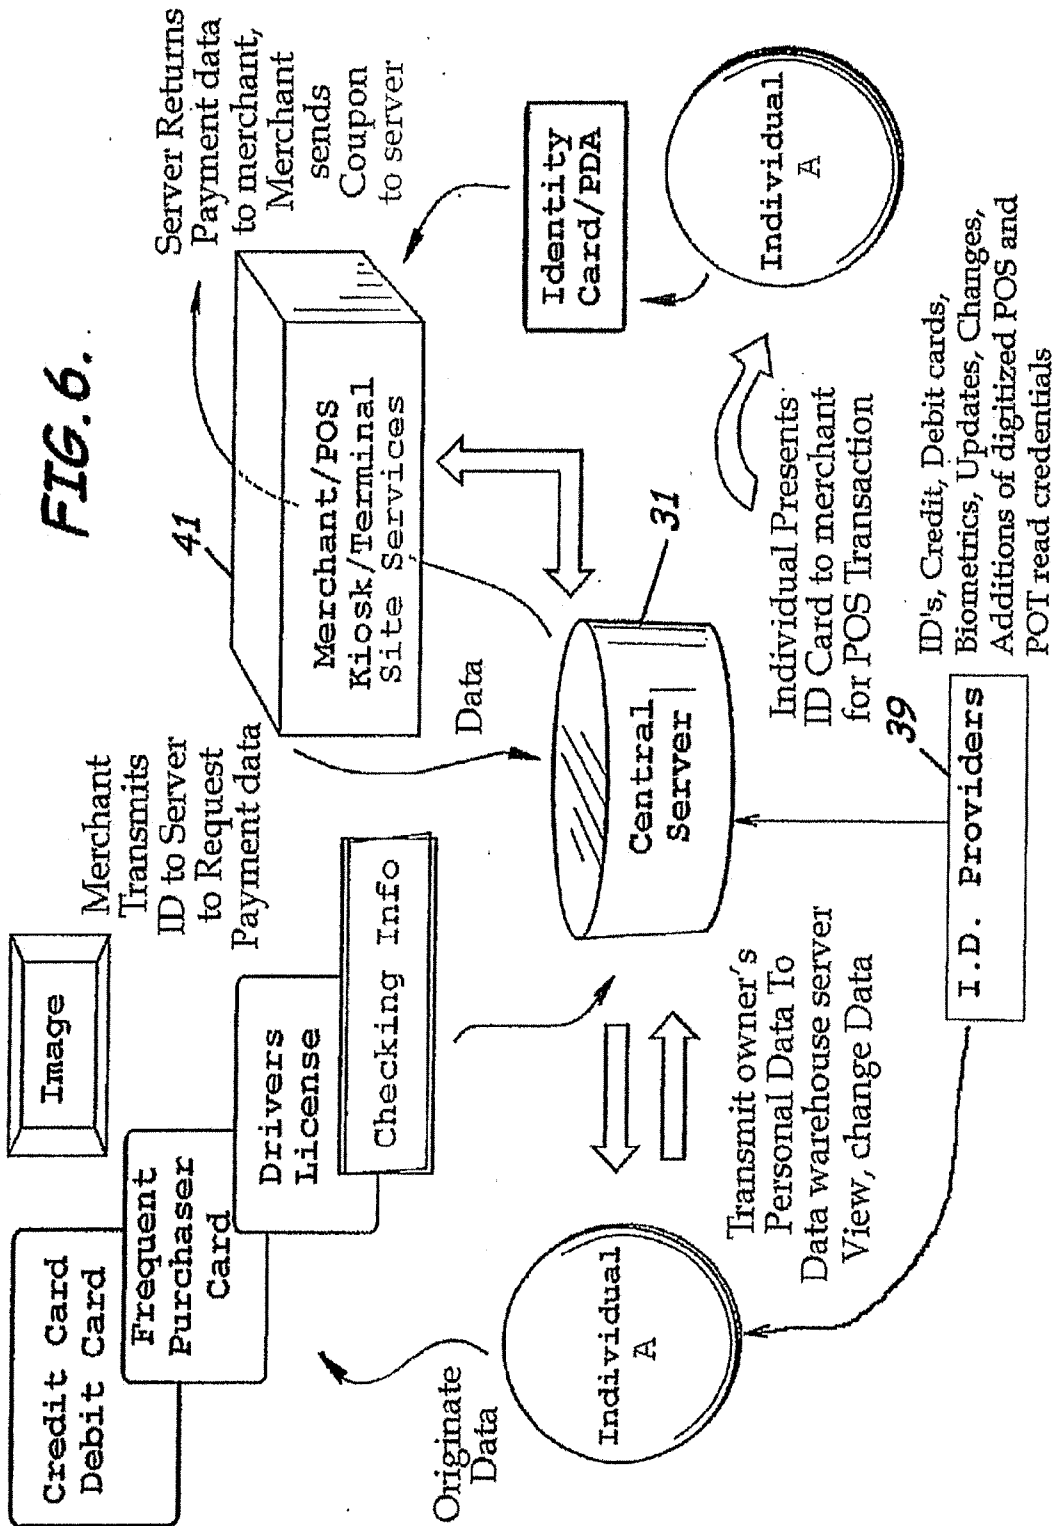 FIG.6.
Credit Card
Debit Card
Frequent
Purchaser
Card
Image
Drivers
License
Checking Info
Merchant
Transmits
ID to Server
to Request
Payment data
41
Merchant/POS
Kiosk/Terminal
Site Services
Server Returns
Payment data
to merchant,
Merchant
sends
Coupon
to server
Originate
Data
Data
Individual
A
Central
Server
31
Identity
Card/PDA
Individual
A
Transmit owner's
Personal Data To
Data warehouse server
View, change Data
Individual Presents
ID Card to merchant
for POS Transaction
I.D. Providers
39
ID's, Credit, Debit cards,
Biometrics, Updates, Changes,
Additions of digitized POS and
POT read credentials